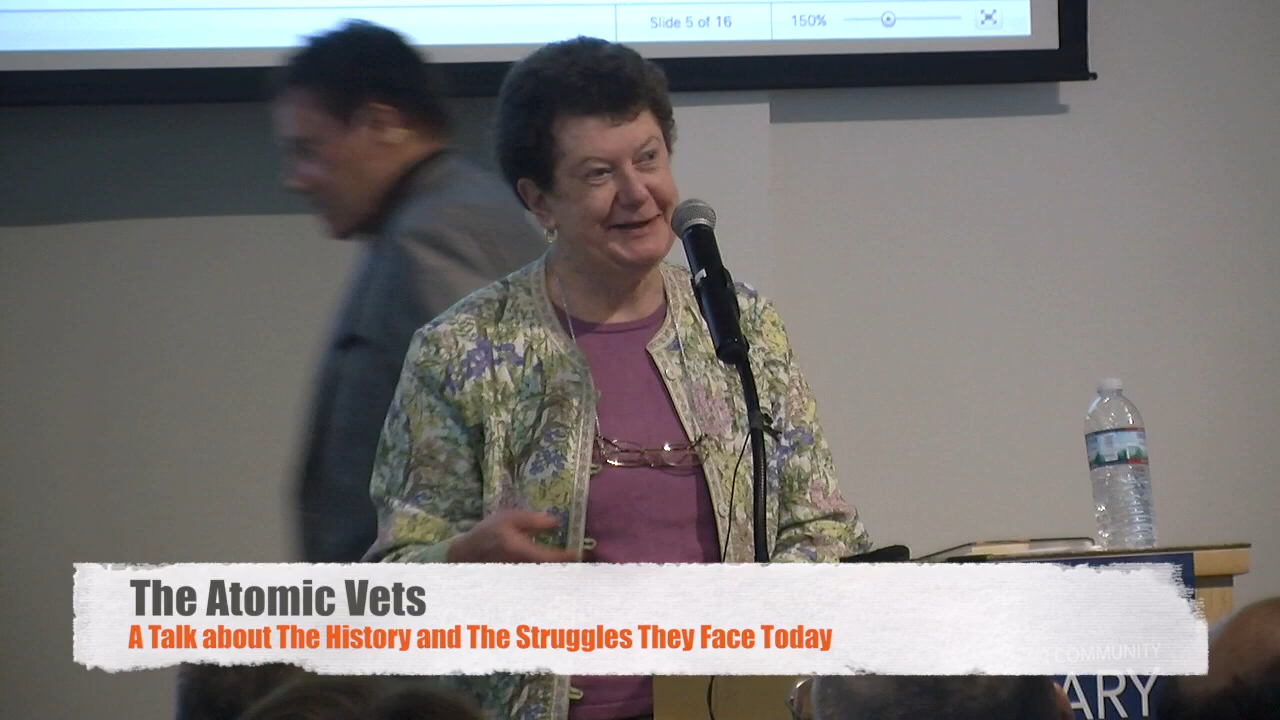 Slide 5 of 16
150%
The Atomic Vets
A Talk about The History and The Struggles They Face Today
COMMUNITY
ARY